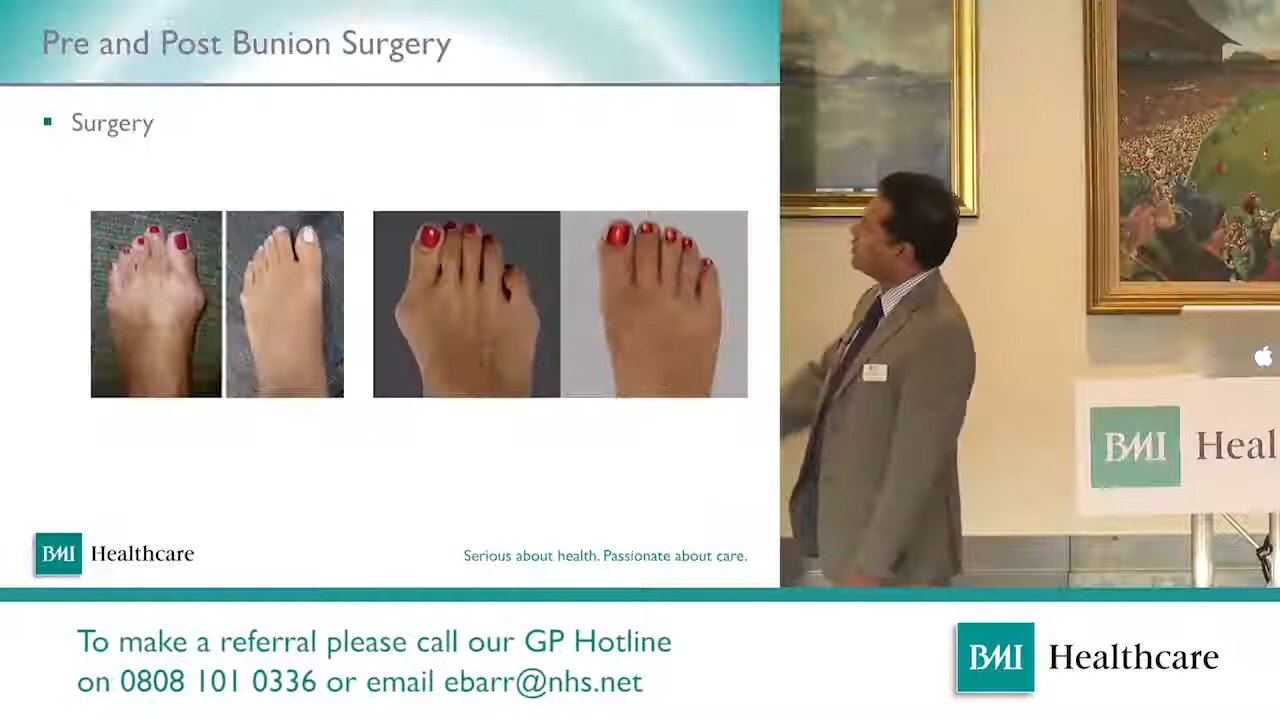 Pre and Post Bunion Surgery
Surgery
BMI Healthcare
Serious about health. Passionate about care.
BMI Heal
To make a referral please call our GP Hotline
on 0808 101 0336 or email ebarr@nhs.net
BMI Healthcare